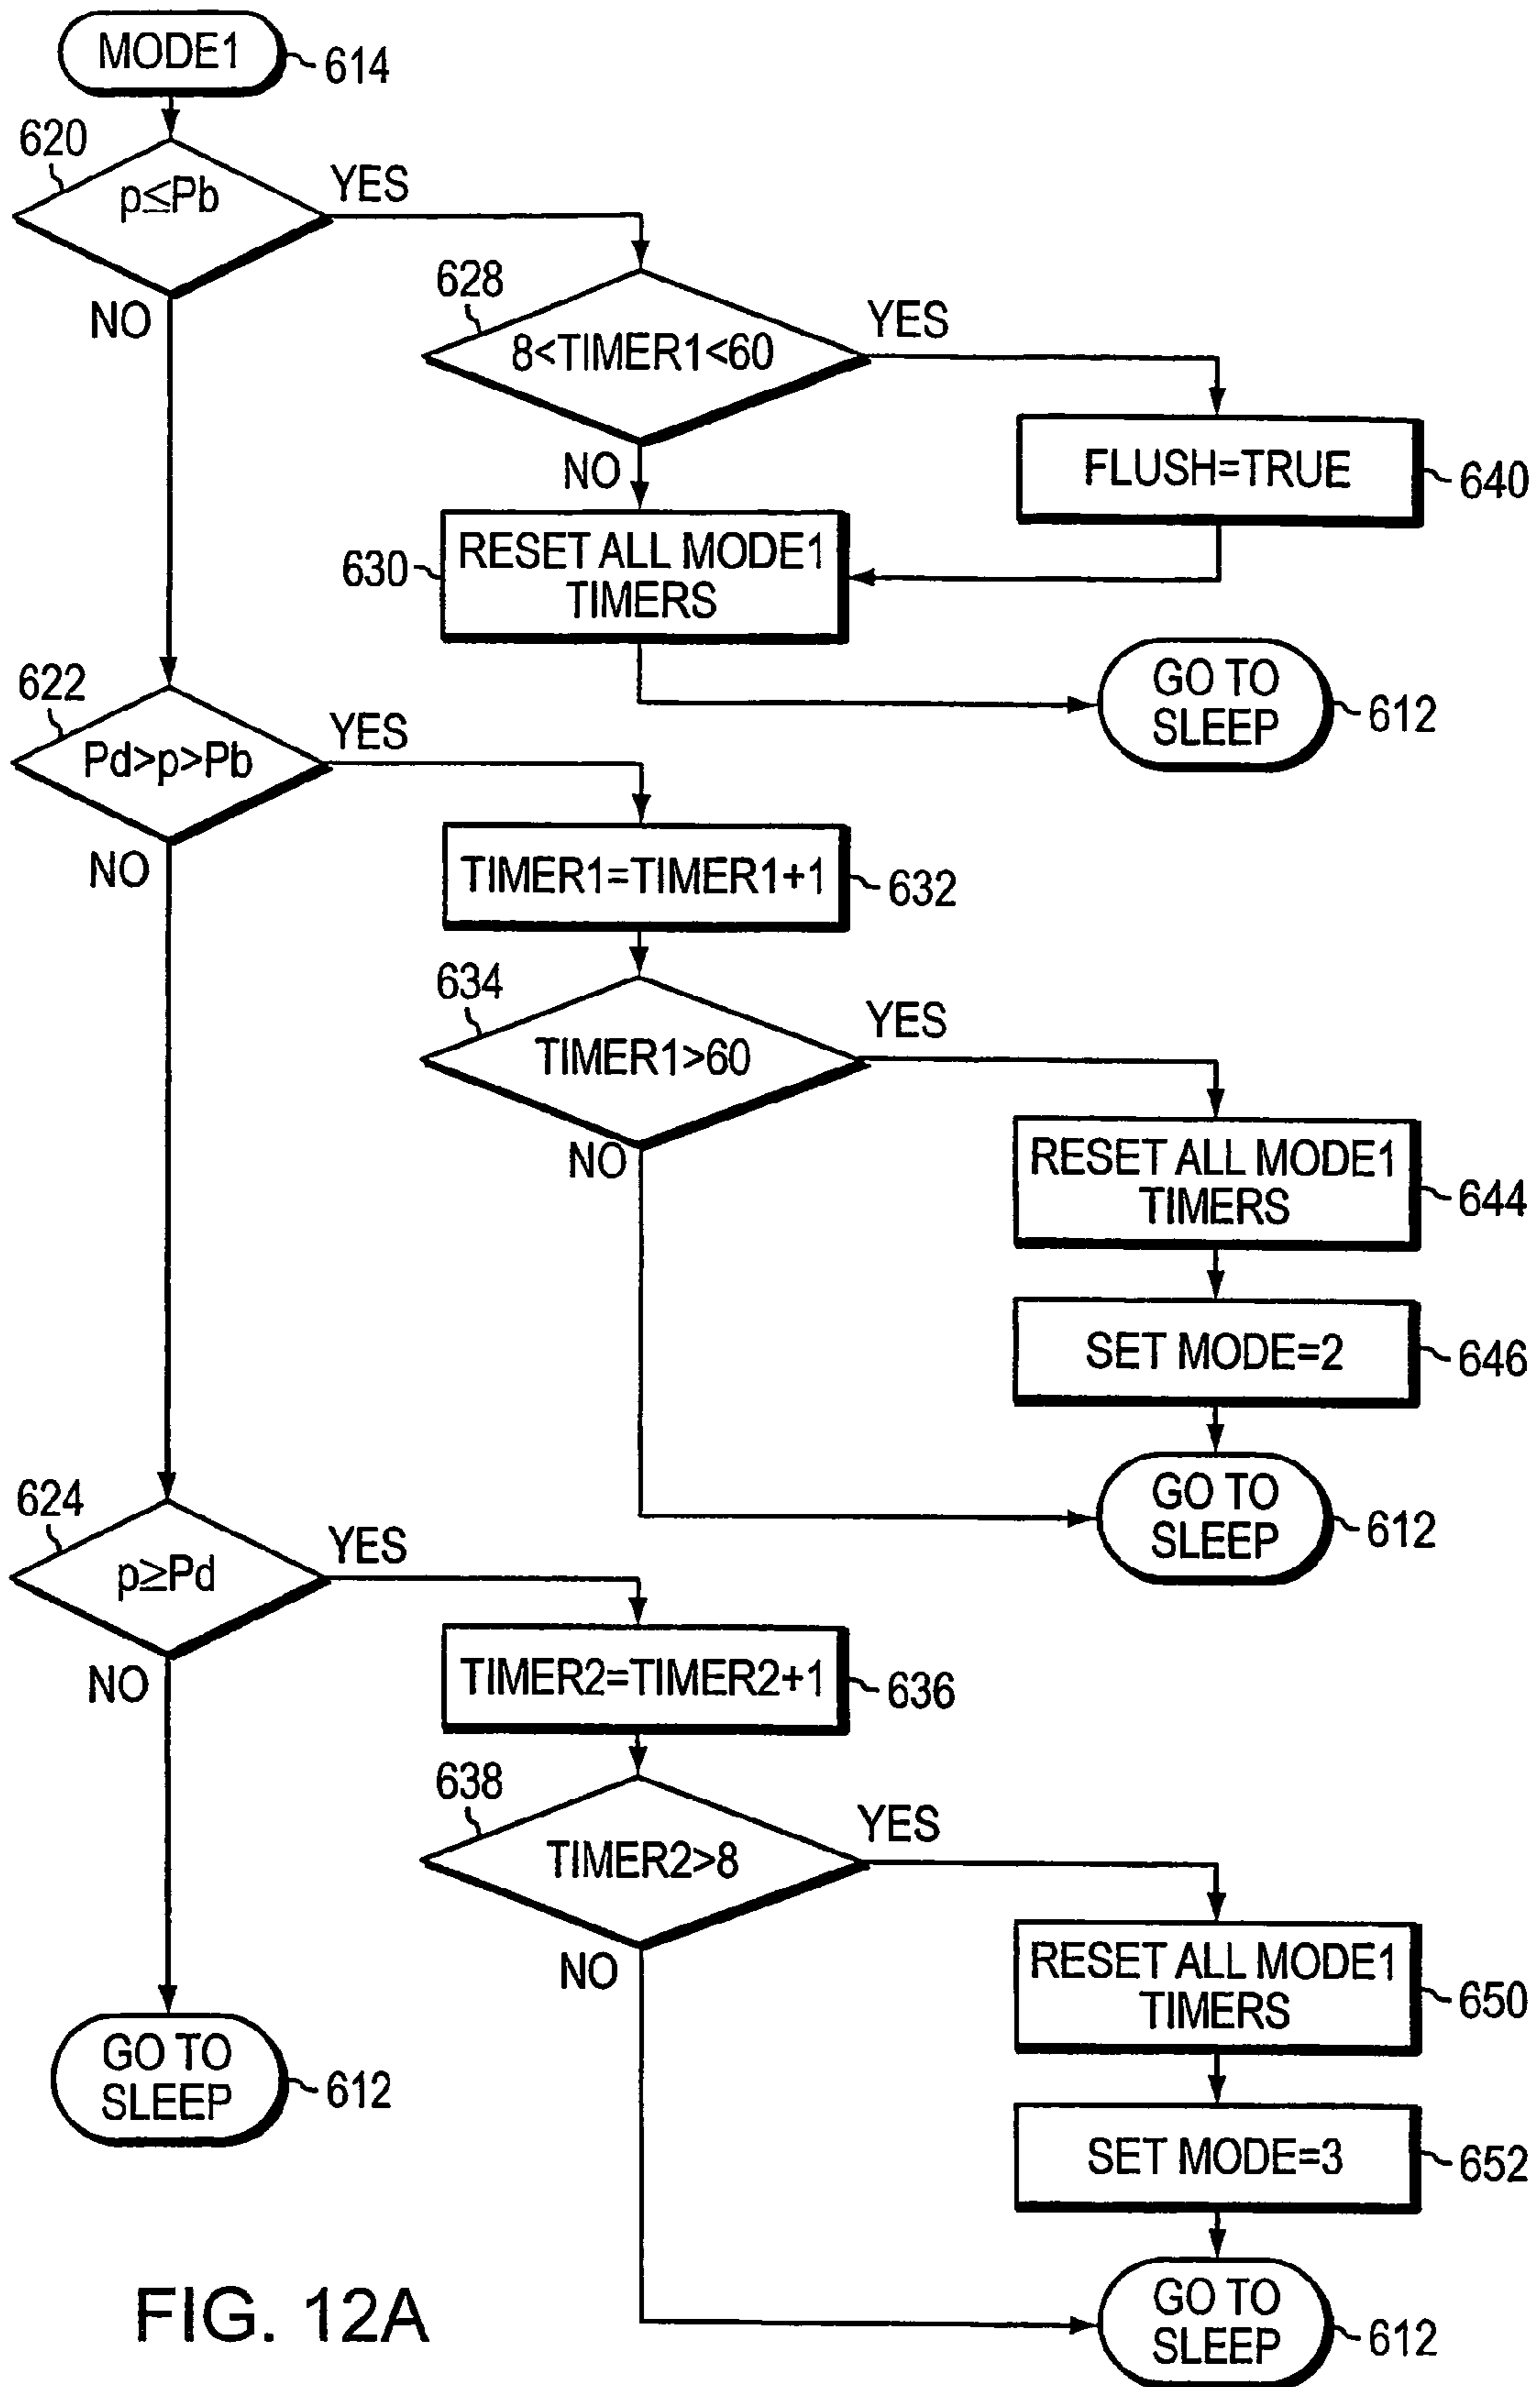 MODE1
614
620
p≤Pb
YES
NO
628
8<TIMER1<60
YES
NO
FLUSH=TRUE
640
630
RESET ALL MODE1
TIMERS
GO TO
SLEEP
612
622
Pd>p>Pb
YES
NO
TIMER1=TIMER1+1
632
634
TIMER1>60
YES
NO
RESET ALL MODE1
TIMERS
644
SET MODE=2
646
GO TO
SLEEP
612
624
p≥Pd
YES
NO
TIMER2=TIMER2+1
636
638
TIMER2>8
YES
NO
RESET ALL MODE1
TIMERS
650
GO TO
SLEEP
612
SET MODE=3
652
GO TO
SLEEP
612
FIG. 12A